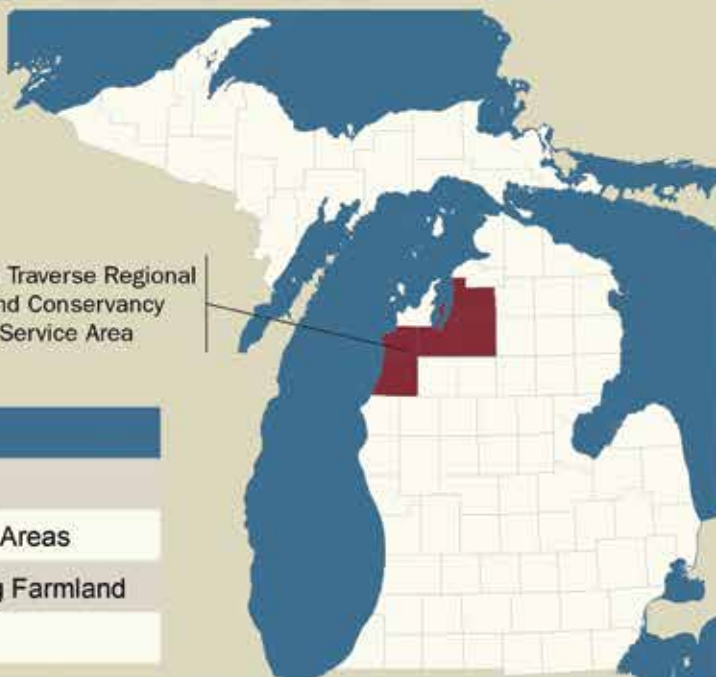 Traverse Regional
nd Conservancy
Service Area
Areas
g Farmland